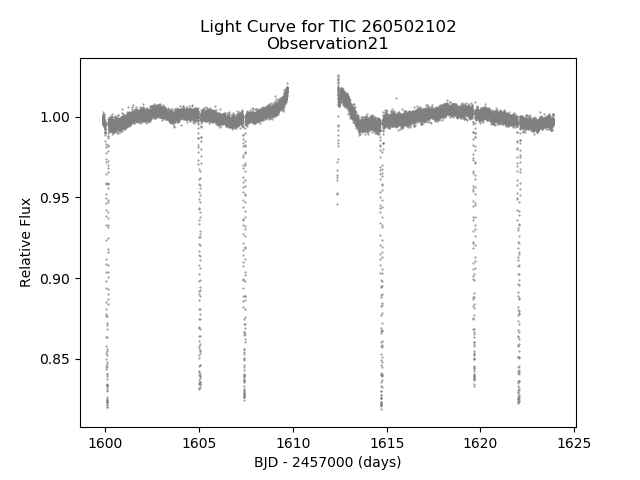 Light Curve for TIC 260502102
Observation21
Relative Flux
1.00
0.95
0.90
0.85
1600
1605
1610
1615
1620
1625
BJD - 2457000 (days)